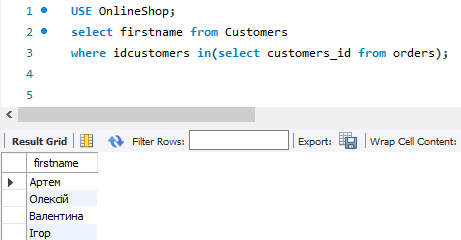 1 USE OnlineShop;
2 select firstname from Customers
3 where idcustomers in(select customers_id from orders);
4
5
Result Grid Filter Rows: Export: Wrap Cell Content:
firstname
Артем
Олексій
Валентина
Ігор